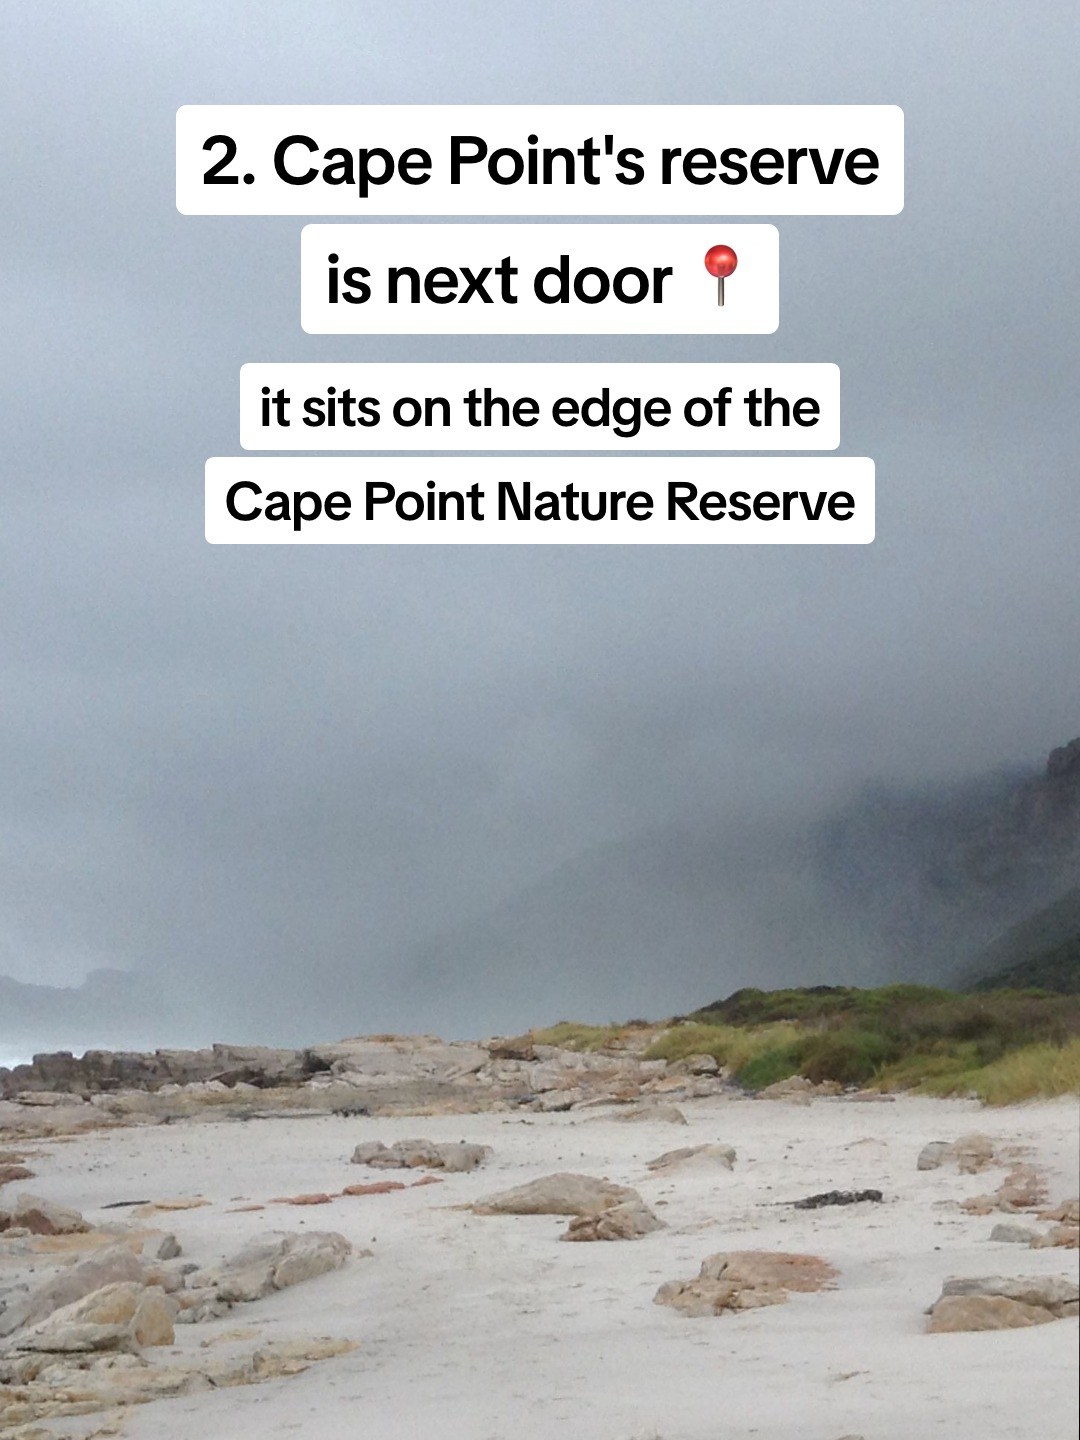 2. Cape Point's reserve
is next door 📍
it sits on the edge of the
Cape Point Nature Reserve